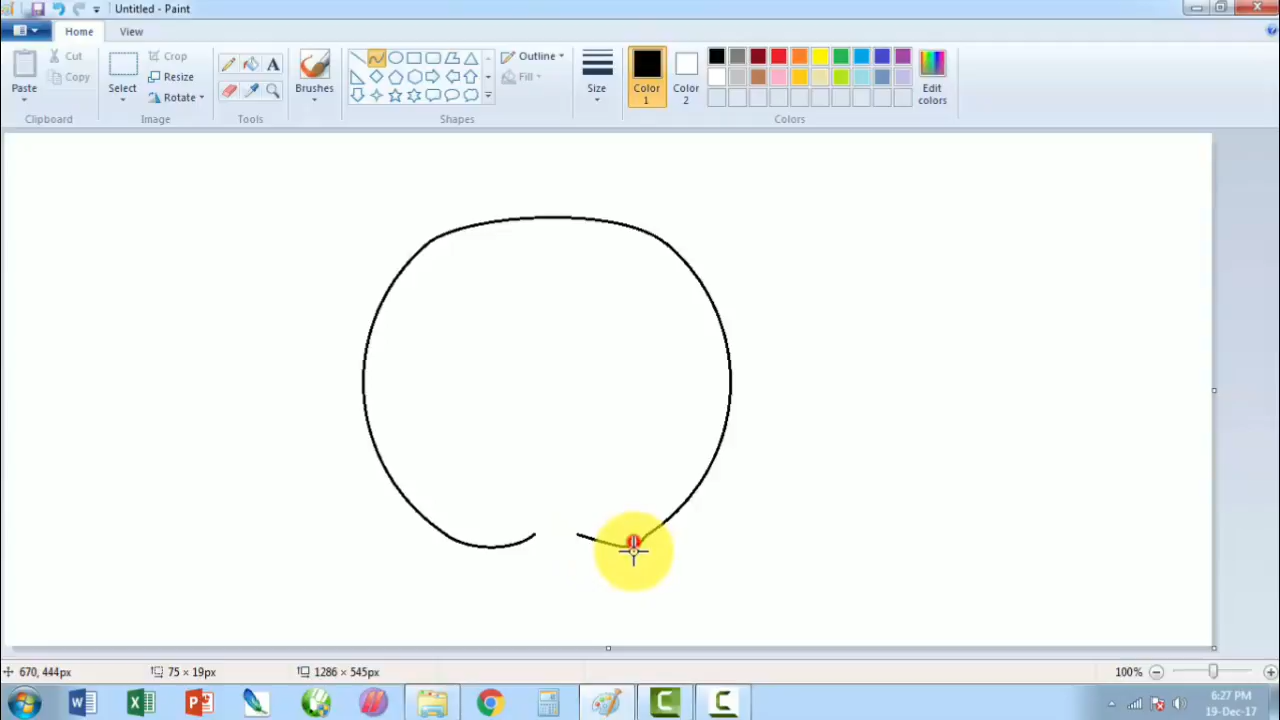 Untitled - Paint
Home View
Paste
Cut
Copy
Clipboard
Select
Crop
Resize
Rotate
Image
A
Tools
Brushes
Outline
Fill
Shapes
Size
Color 1
Color 2
Edit colors
Colors
670, 444px
75 × 19px
1286 × 545px
100%
6:27 PM
19-Dec-17